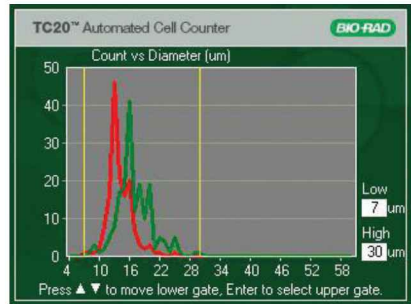 TC20™ Automated Cell Counter
BIO-RAD
Count vs Diameter (um)
50
40
30
20
10
0
4 10 16 22 28 34 40 46 52 58
Low
7 um
High
30 um
Press ▲ ▼ to move lower gate, Enter to select upper gate.